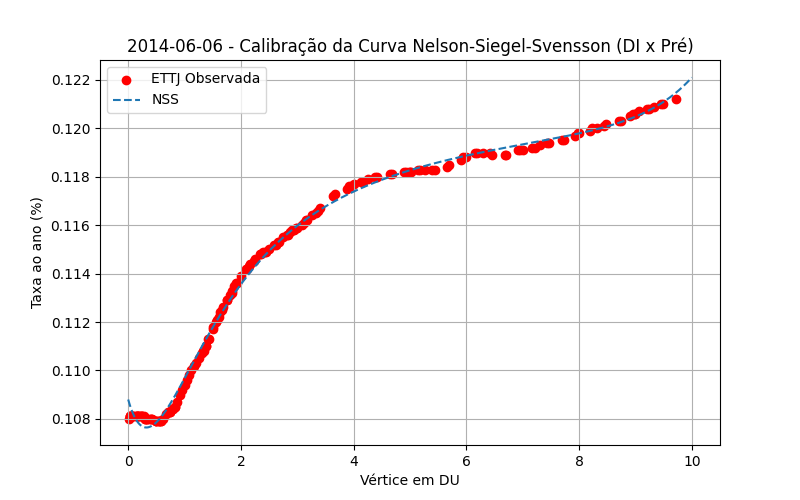 2014-06-06 - Calibração da Curva Nelson-Siegel-Svensson (DI x Pré)
ETTJ Observada
NSS
Taxa ao ano (%)
0.122
0.120
0.118
0.116
0.114
0.112
0.110
0.108
0 2 4 6 8 10
Vértice em DU